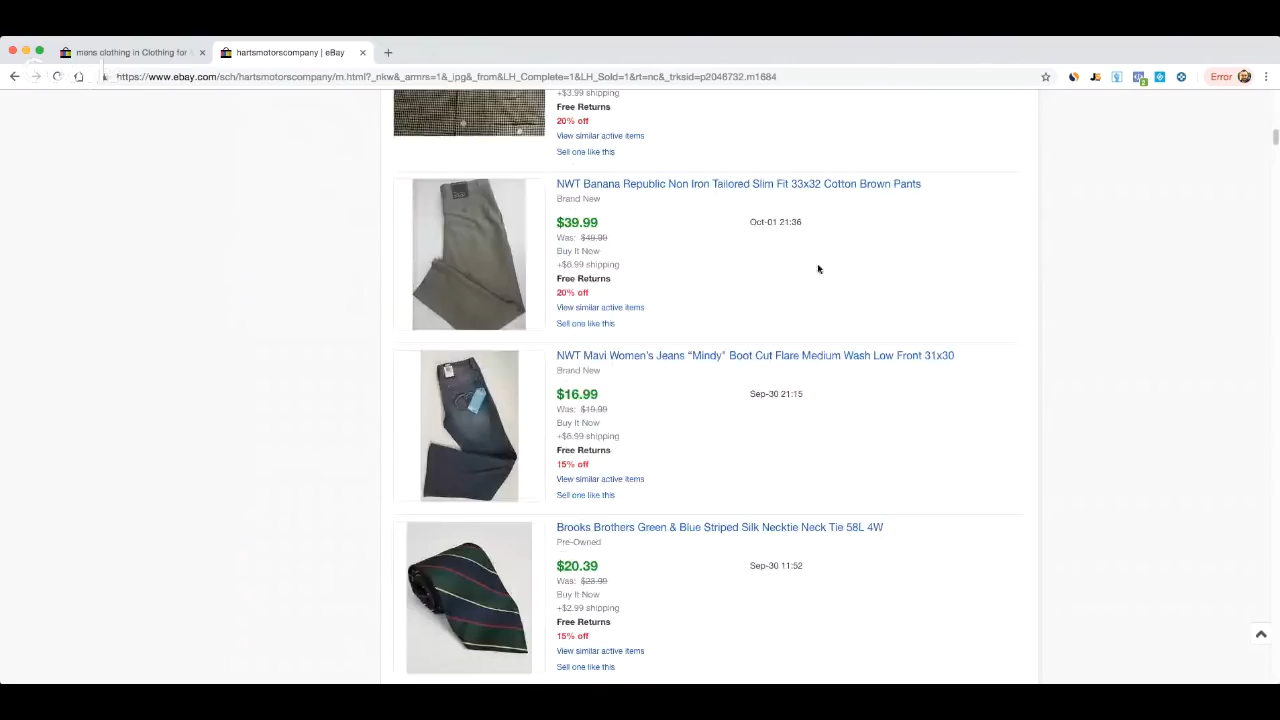 mens clothing in Clothing for
hartsmotorscompany | eBay
https://www.ebay.com/sch/hartsmotorscompany/m.html?_nkw&_armrs=1&_ipg&_from&LH_Complete=1&LH_Sold=1&rt=nc&_trksid=p2046732.m1684
Error
+$3.99 shipping
Free Returns
20% off
View similar active items
Sell one like this
NWT Banana Republic Non Iron Tailored Slim Fit 33x32 Cotton Brown Pants
Brand New
$39.99 Oct-01 21:36
Was: $49.99
Buy It Now
+$6.99 shipping
Free Returns
20% off
View similar active items
Sell one like this
NWT Mavi Women's Jeans “Mindy” Boot Cut Flare Medium Wash Low Front 31x30
Brand New
$16.99 Sep-30 21:15
Was: $19.99
Buy It Now
+$6.99 shipping
Free Returns
15% off
View similar active items
Sell one like this
Brooks Brothers Green & Blue Striped Silk Necktie Neck Tie 58L 4W
Pre-Owned
$20.39 Sep-30 11:52
Was: $23.99
Buy It Now
+$2.99 shipping
Free Returns
15% off
View similar active items
Sell one like this